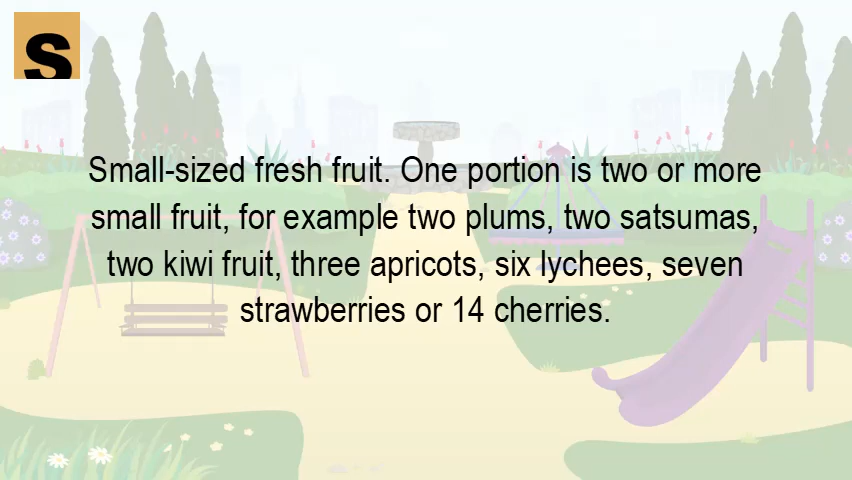 S
Small-sized fresh fruit. One portion is two or more
small fruit, for example two plums, two satsumas,
two kiwi fruit, three apricots, six lychees, seven
strawberries or 14 cherries.